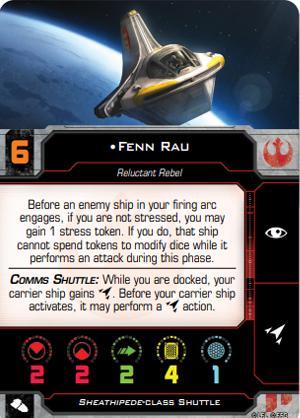 6
•Fenn Rau
Reluctant Rebel
Before an enemy ship in your firing arc
engages, if you are not stressed, you may
gain 1 stress token. If you do, that ship
cannot spend tokens to modify dice while it
performs an attack during this phase.
Comms Shuttle: While you are docked, your
carrier ship gains . Before your carrier ship
activates, it may perform a action.
2 2 2 4 1
Sheathipede-class Shuttle
©LFL ©FFG